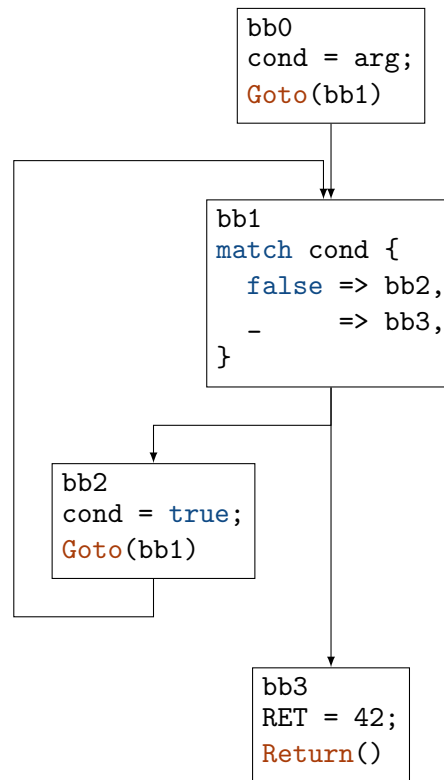 bb0
cond = arg;
Goto(bb1)
bb1
match cond {
  false => bb2,
  _     => bb3,
}
bb2
cond = true;
Goto(bb1)
bb3
RET = 42;
Return()